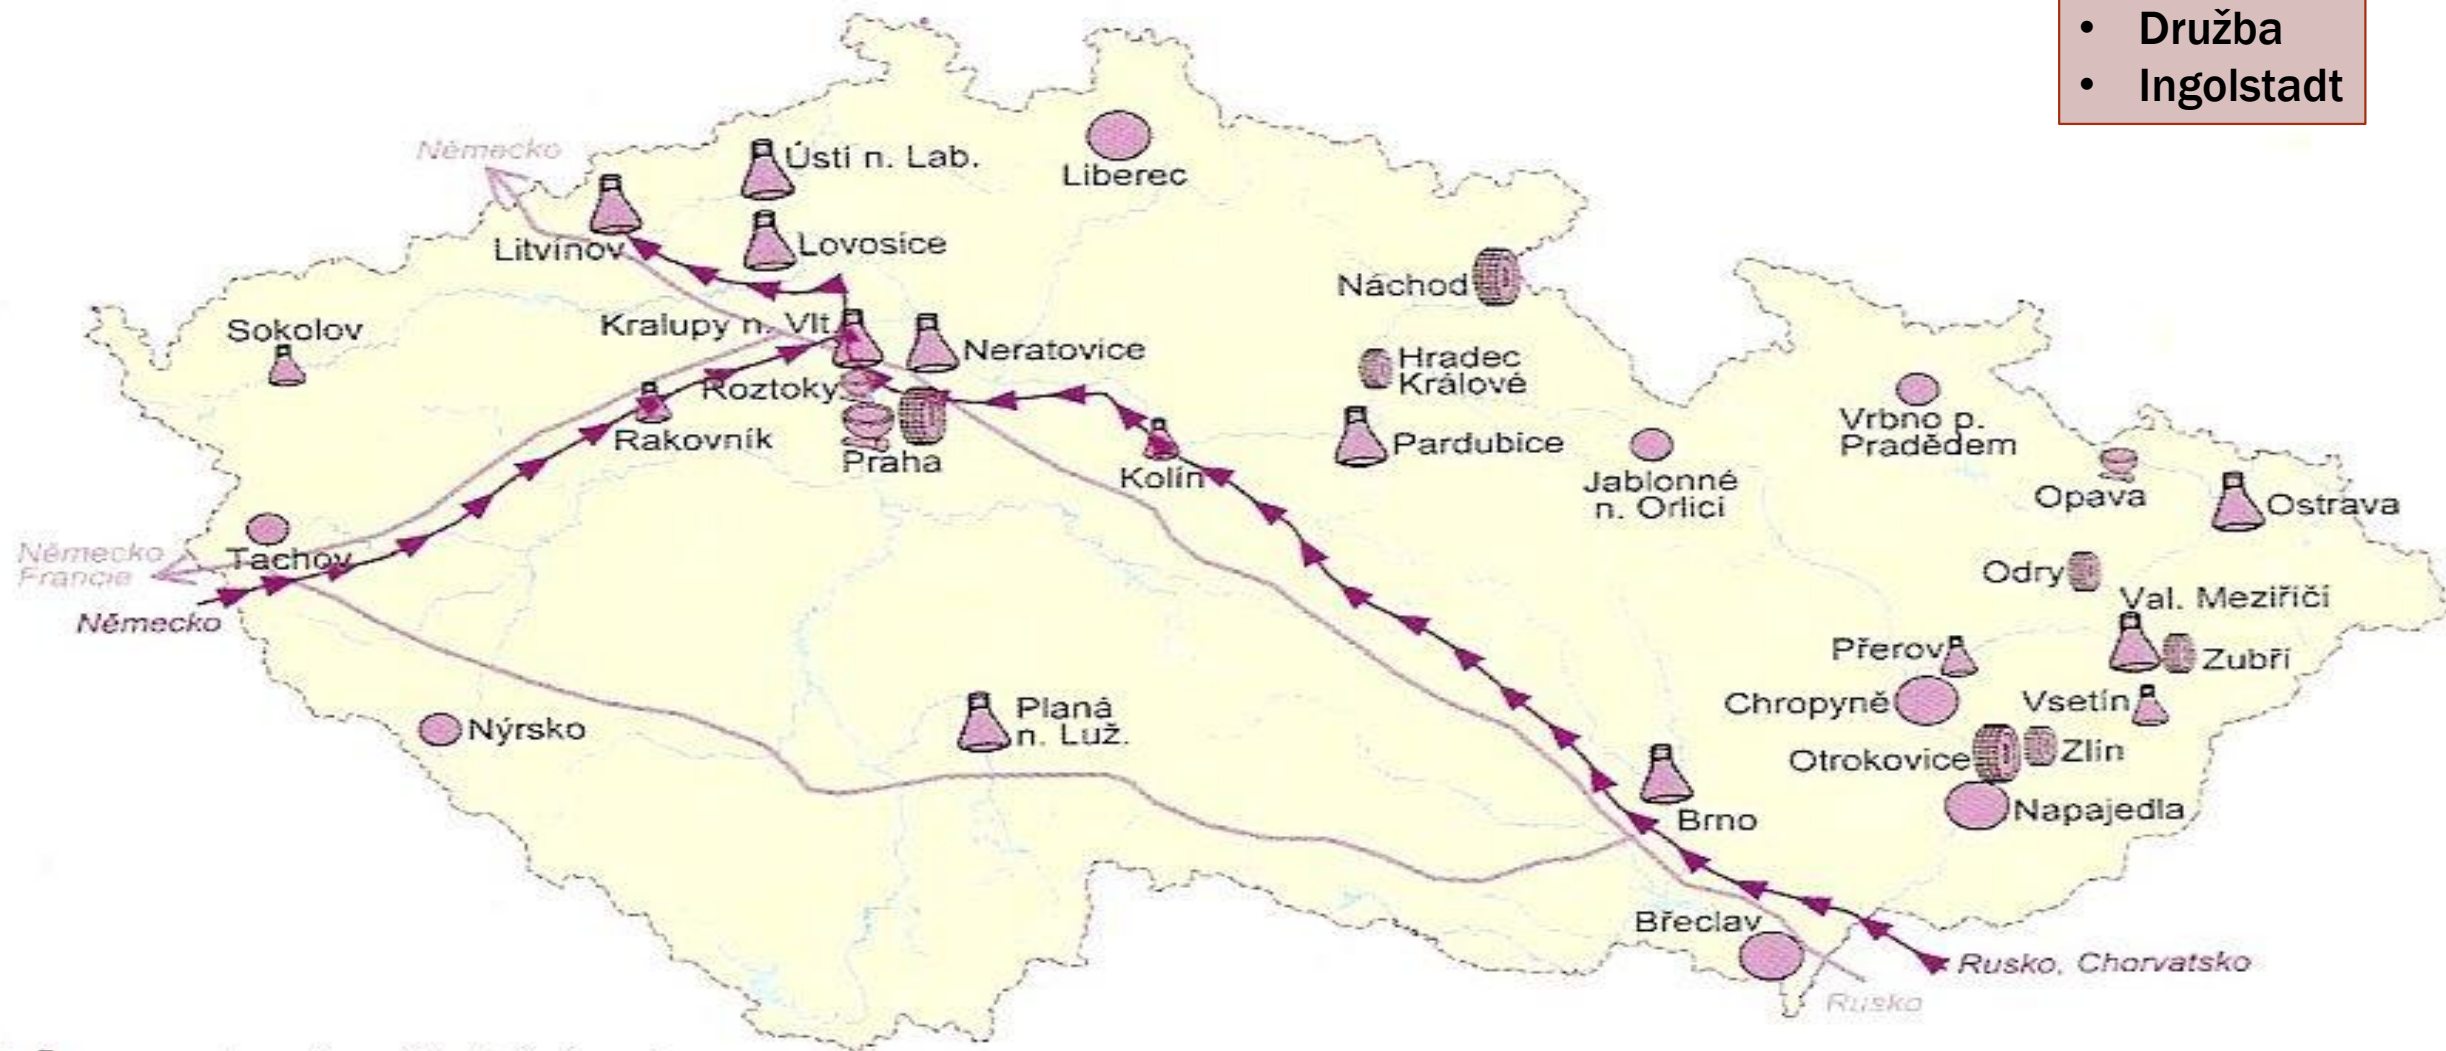 • Družba
• Ingolstadt
Německo
Ústí n. Lab.
Liberec
Litvínov
Lovosice
Náchod
Sokolov
Kralupy n. Vlt.
Neratovice
Hradec
Králové
Roztoky
Rakovník
Praha
Kolín
Pardubice
Jablonné
n. Orlicí
Vrbno p.
Pradědem
Opava
Ostrava
Německo
Francie
Tachov
Německo
Odry
Val. Meziříčí
Přerov
Zubří
Chropyně
Vsetín
Nýrsko
Planá
n. Luž.
Otrokovice
Zlín
Napajedla
Brno
Břeclav
Rusko, Chorvatsko
Rusko